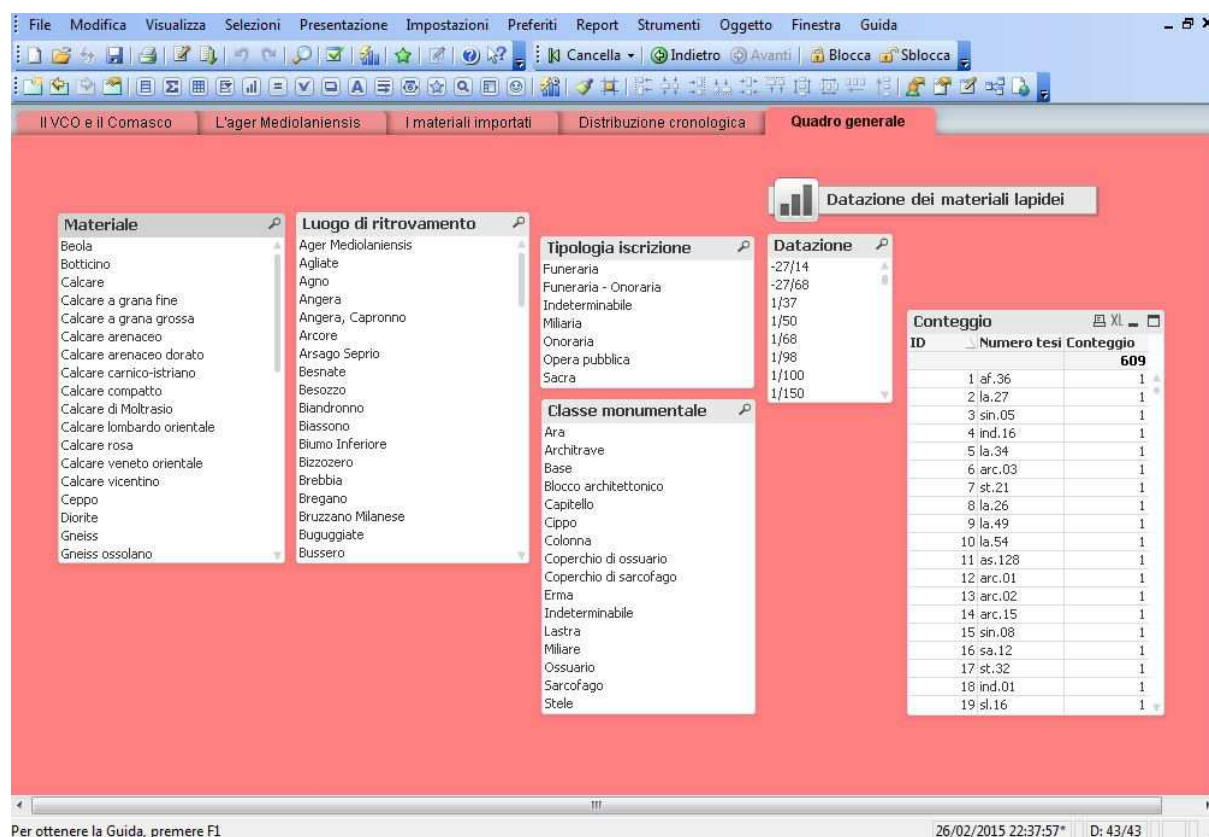 File Modifica Visualizza Selezioni Presentazione Impostazioni Preferiti Report Strumenti Oggetto Finestra Guida
Cancella Indietro Avanti Blocca Sblocca
Il VCO e il Comasco L'ager Mediolaniensis I materiali importati Distribuzione cronologica Quadro generale
Datazione dei materiali lapidei
Materiale
Beola
Botticino
Calcare
Calcare a grana fine
Calcare a grana grossa
Calcare arenaceo
Calcare arenaceo dorato
Calcare carnico-istriano
Calcare compatto
Calcare di Moltrasio
Calcare lombardo orientale
Calcare rosa
Calcare veneto orientale
Calcare vicentino
Ceppo
Diorite
Gneiss
Gneiss ossolano
Luogo di ritrovamento
Ager Mediolaniensis
Agliate
Agno
Angera
Angera, Capronno
Arcore
Arsago Seprio
Besnate
Besozzo
Biandronno
Biassono
Biumo Inferiore
Bizzozero
Brebbia
Bregano
Bruzzano Milanese
Buguggiate
Bussero
Tipologia iscrizione
Funeraria
Funeraria - Onoraria
Indeterminabile
Miliaria
Onoraria
Opera pubblica
Sacra
Classe monumentale
Ara
Architrave
Base
Blocco architettonico
Capitello
Cippo
Colonna
Coperchio di ossuario
Coperchio di sarcofago
Erma
Indeterminabile
Lastra
Miliare
Ossuario
Sarcofago
Stele
Datazione
-27/14
-27/68
1/37
1/50
1/68
1/98
1/100
1/150
Conteggio XL
ID Numero tesi Conteggio
609
1 af.36 1
2 la.27 1
3 sin.05 1
4 ind.16 1
5 la.34 1
6 arc.03 1
7 st.21 1
8 la.26 1
9 la.49 1
10 la.54 1
11 as.128 1
12 arc.01 1
13 arc.02 1
14 arc.15 1
15 sin.08 1
16 sa.12 1
17 st.32 1
18 ind.01 1
19 sl.16 1
Per ottenere la Guida, premere F1 26/02/2015 22:37:57* D: 43/43